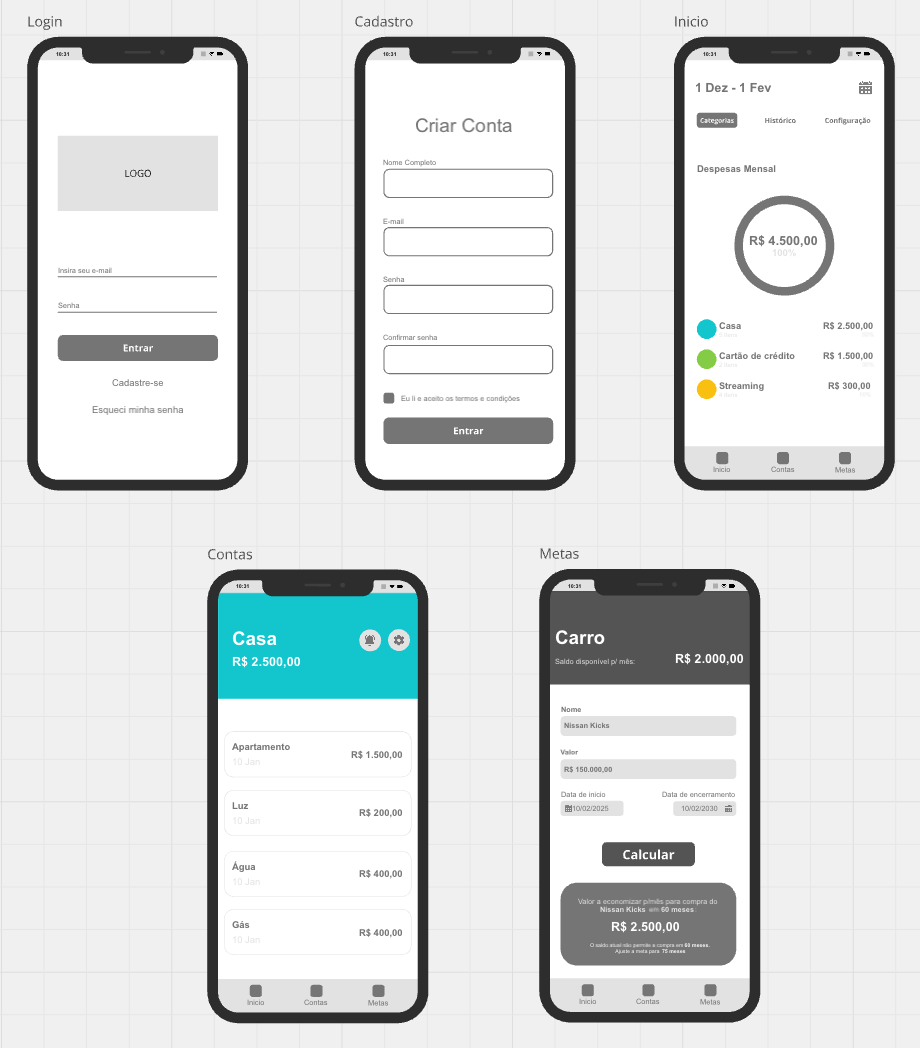 Login
Cadastro
Inicio
10:31
LOGO
Insira seu e-mail
Senha
Entrar
Cadastre-se
Esqueci minha senha
10:31
Criar Conta
Nome Completo
E-mail
Senha
Confirmar senha
Eu li e aceito os termos e condições
Entrar
10:31
1 Dez - 1 Fev
Categorias Histórico Configuração
Despesas Mensal
R$ 4.500,00
100%
Casa R$ 2.500,00
Cartão de crédito R$ 1.500,00
Streaming R$ 300,00
Inicio Contas Metas
Contas
Metas
10:31
Casa
R$ 2.500,00
Apartamento
10 Jan
R$ 1.500,00
Luz
10 Jan
R$ 200,00
Água
10 Jan
R$ 400,00
Gás
10 Jan
R$ 400,00
Inicio Contas Metas
10:31
Carro
Saldo disponível p/ mês: R$ 2.000,00
Nome
Nissan Kicks
Valor
R$ 150.000,00
Data de inicio Data de encerramento
10/02/2025 10/02/2030
Calcular
Valor a economizar p/mês para compra do
Nissan Kicks em 60 meses
R$ 2.500,00
O saldo atual não permite a compra em 60 meses.
Ajuste a meta para 75 meses
Inicio Contas Metas